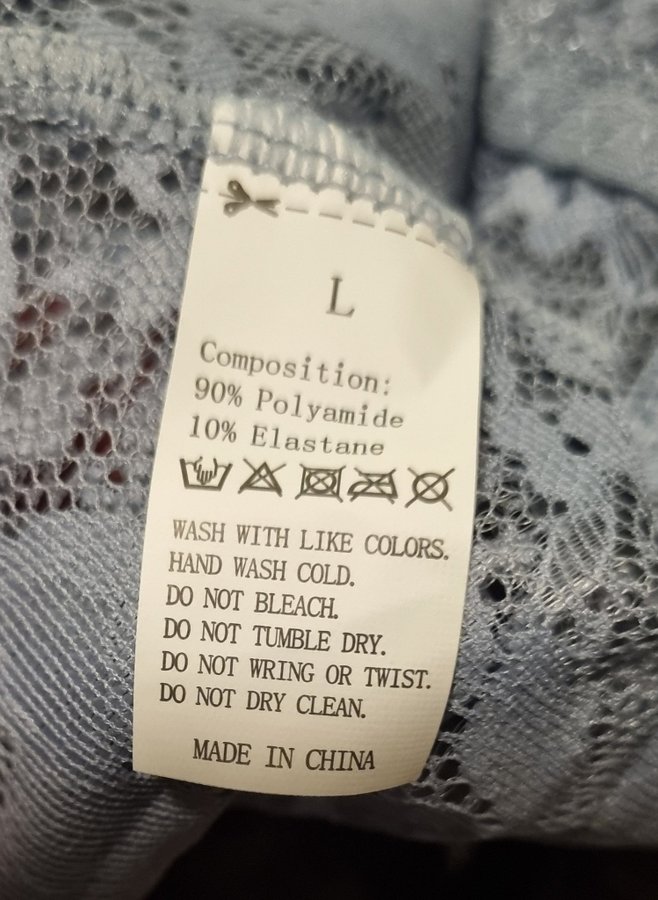 L
Composition:
90% Polyamide
10% Elastane
WASH WITH LIKE COLORS.
HAND WASH COLD.
DO NOT BLEACH.
DO NOT TUMBLE DRY.
DO NOT WRING OR TWIST.
DO NOT DRY CLEAN.
MADE IN CHINA